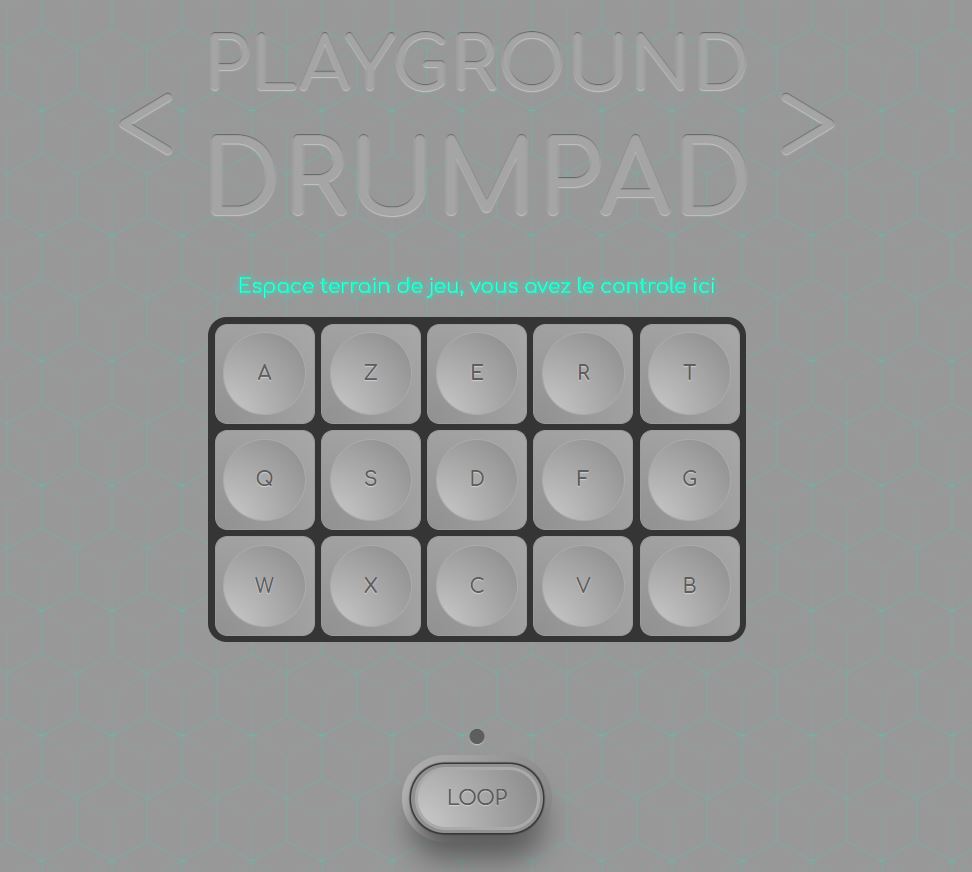 PLAYGROUND
< DRUMPAD >
Espace terrain de jeu, vous avez le controle ici
A Z E R T
Q S D F G
W X C V B
LOOP